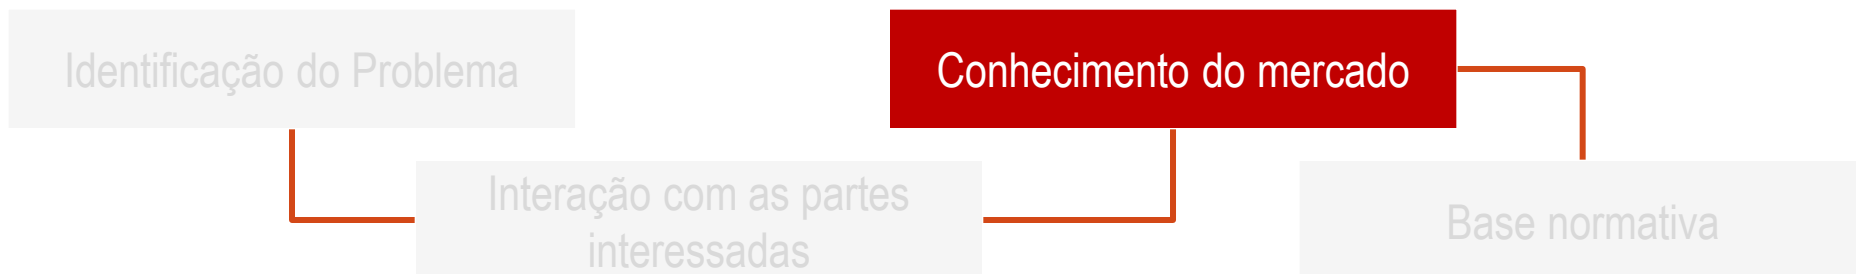 Identificação do Problema
Conhecimento do mercado
Interação com as partes
interessadas
Base normativa